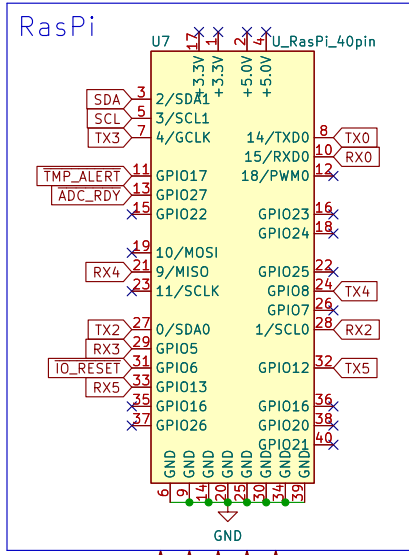 RasPi
U7
U_RasPi_40pin
17 1 2 4
+3.3V +3.3V +5.0V +5.0V
SDA 3 2/SDA1
SCL 5 3/SCL1
TX3 7 4/GCLK 14/TXD0 8 TX0
15/RXD0 10 RX0
TMP_ALERT 11 GPIO17 18/PWM0 12
ADC_RDY 13 GPIO27
15 GPIO22 GPIO23 16
GPIO24 18
19 10/MOSI
RX4 21 9/MISO GPIO25 22
23 11/SCLK GPIO8 24 TX4
GPIO7 26
TX2 27 0/SDA0 1/SCL0 28 RX2
RX3 29 GPIO5
IO_RESET 31 GPIO6 GPIO12 32 TX5
RX5 33 GPIO13
35 GPIO16 GPIO16 36
37 GPIO26 GPIO20 38
GPIO21 40
GND GND GND GND GND GND GND GND
6 9 14 20 25 30 34 39
GND